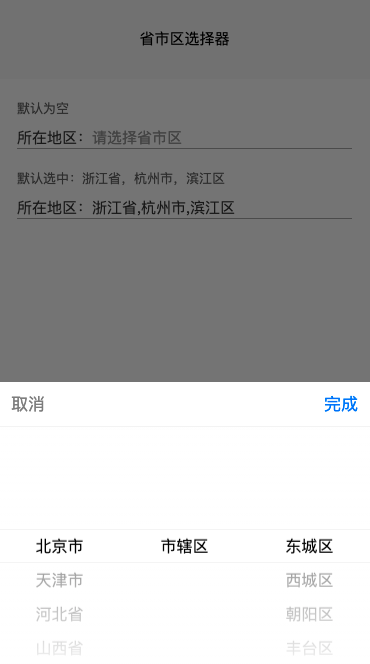 省市区选择器
默认为空
所在地区：请选择省市区
默认选中：浙江省，杭州市，滨江区
所在地区：浙江省,杭州市,滨江区
取消 完成
北京市 市辖区 东城区
天津市 西城区
河北省 朝阳区
山西省 丰台区